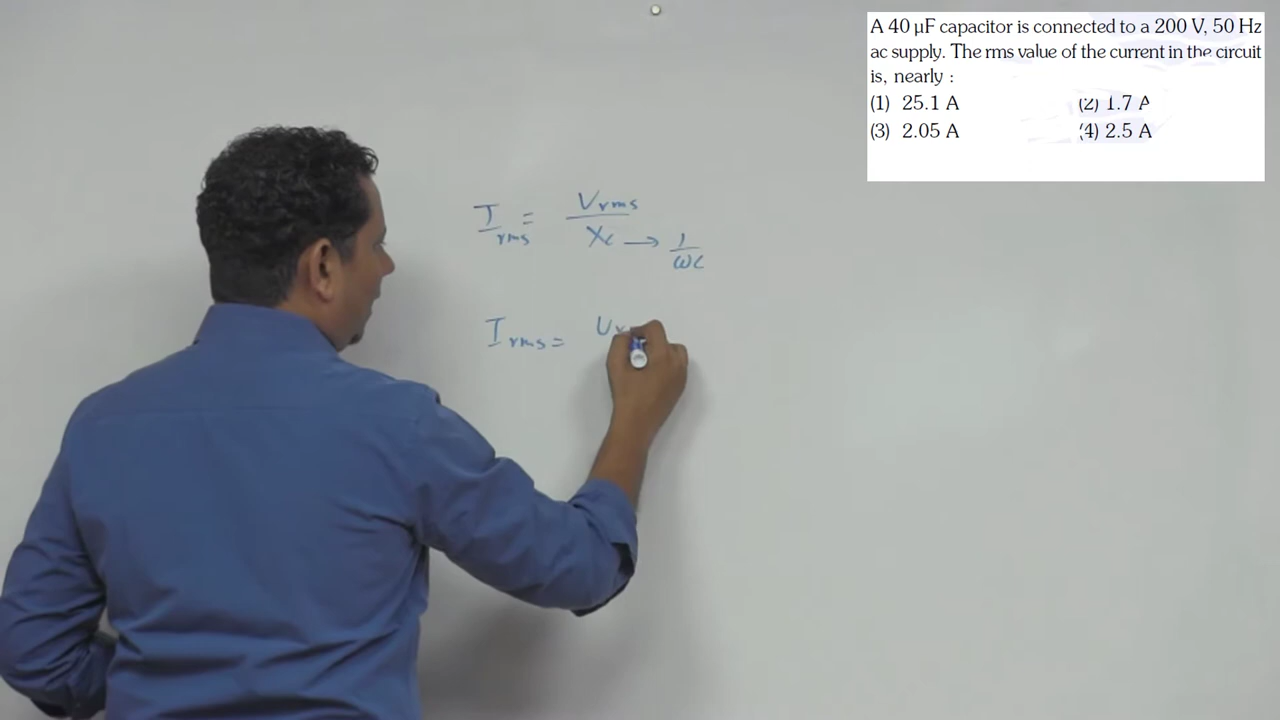 A 40 µF capacitor is connected to a 200 V, 50 Hz
ac supply. The rms value of the current in the circuit
is, nearly :
(1) 25.1 A (2) 1.7 A
(3) 2.05 A (4) 2.5 A
I rms = Vrms / Xc → 1 / ωc
I rms =